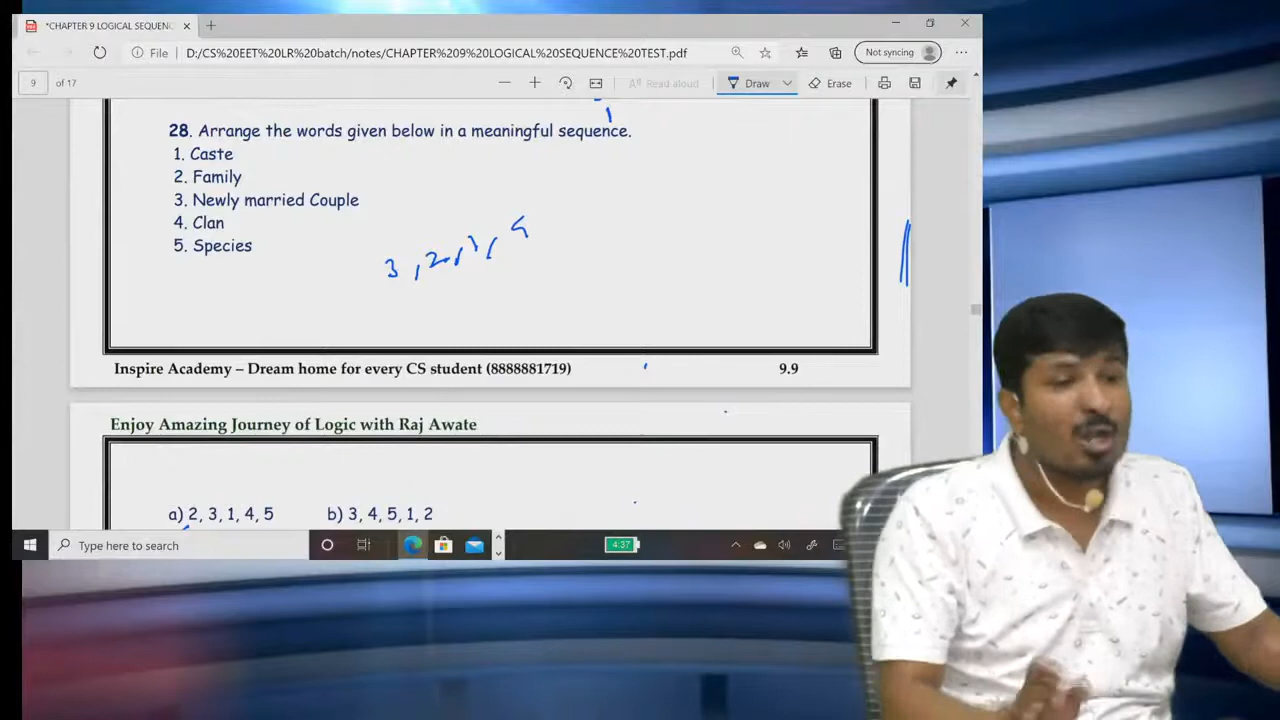 *CHAPTER 9 LOGICAL SEQUENC
File D:/CS%20EET%20LR%20batch/notes/CHAPTER%209%20LOGICAL%20SEQUENCE%20TEST.pdf Not syncing
9 of 17 Read aloud Draw Erase
28. Arrange the words given below in a meaningful sequence.
1. Caste
2. Family
3. Newly married Couple
4. Clan
5. Species
3, 2,
Inspire Academy – Dream home for every CS student (8888881719) 9.9
Enjoy Amazing Journey of Logic with Raj Awate
a) 2, 3, 1, 4, 5 b) 3, 4, 5, 1, 2
Type here to search 4:37